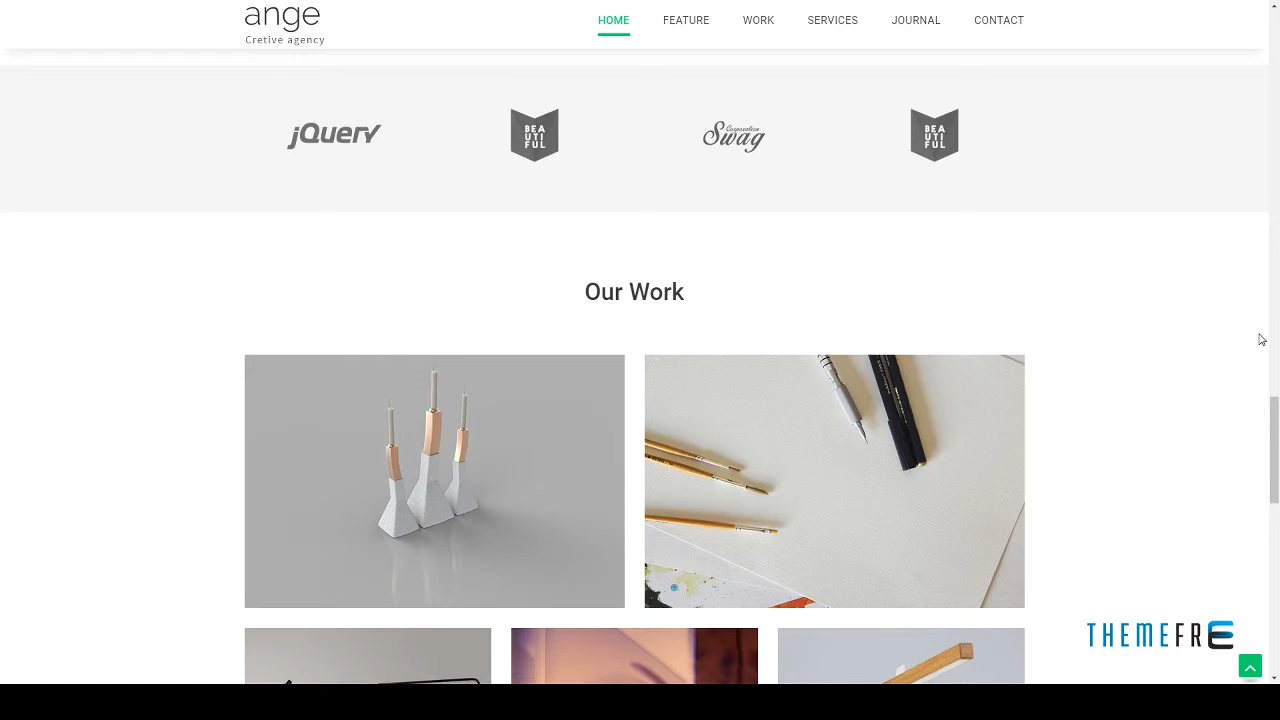 ange
Cretive agency
HOME FEATURE WORK SERVICES JOURNAL CONTACT
jQuery
BEA
UTI
FUL
Corporation
Swag
BEA
UTI
FUL
Our Work
THEMEFRE